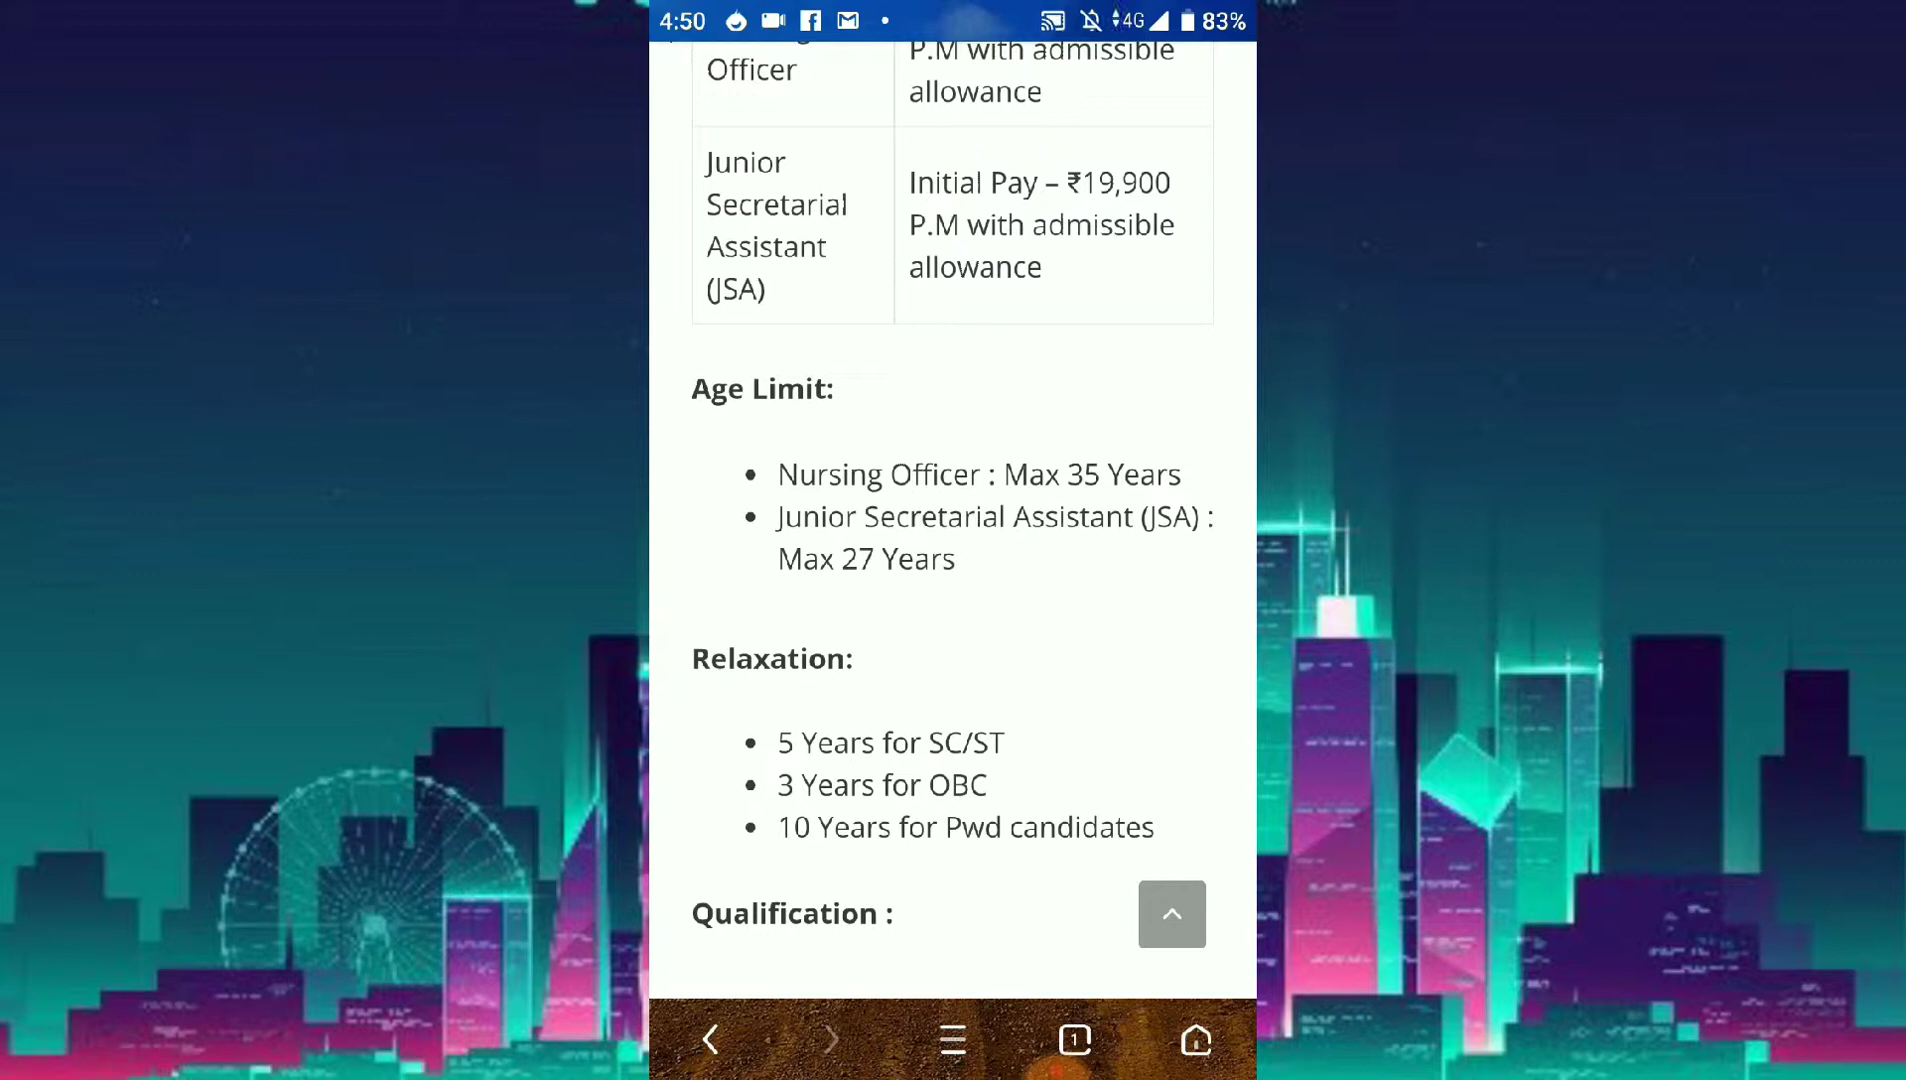 4:50 4G 83%
P.M with admissible
Officer
allowance
Junior
Secretarial
Assistant
(JSA)
Initial Pay – ₹19,900
P.M with admissible
allowance
Age Limit:
• Nursing Officer : Max 35 Years
• Junior Secretarial Assistant (JSA) :
Max 27 Years
Relaxation:
• 5 Years for SC/ST
• 3 Years for OBC
• 10 Years for Pwd candidates
Qualification :
1